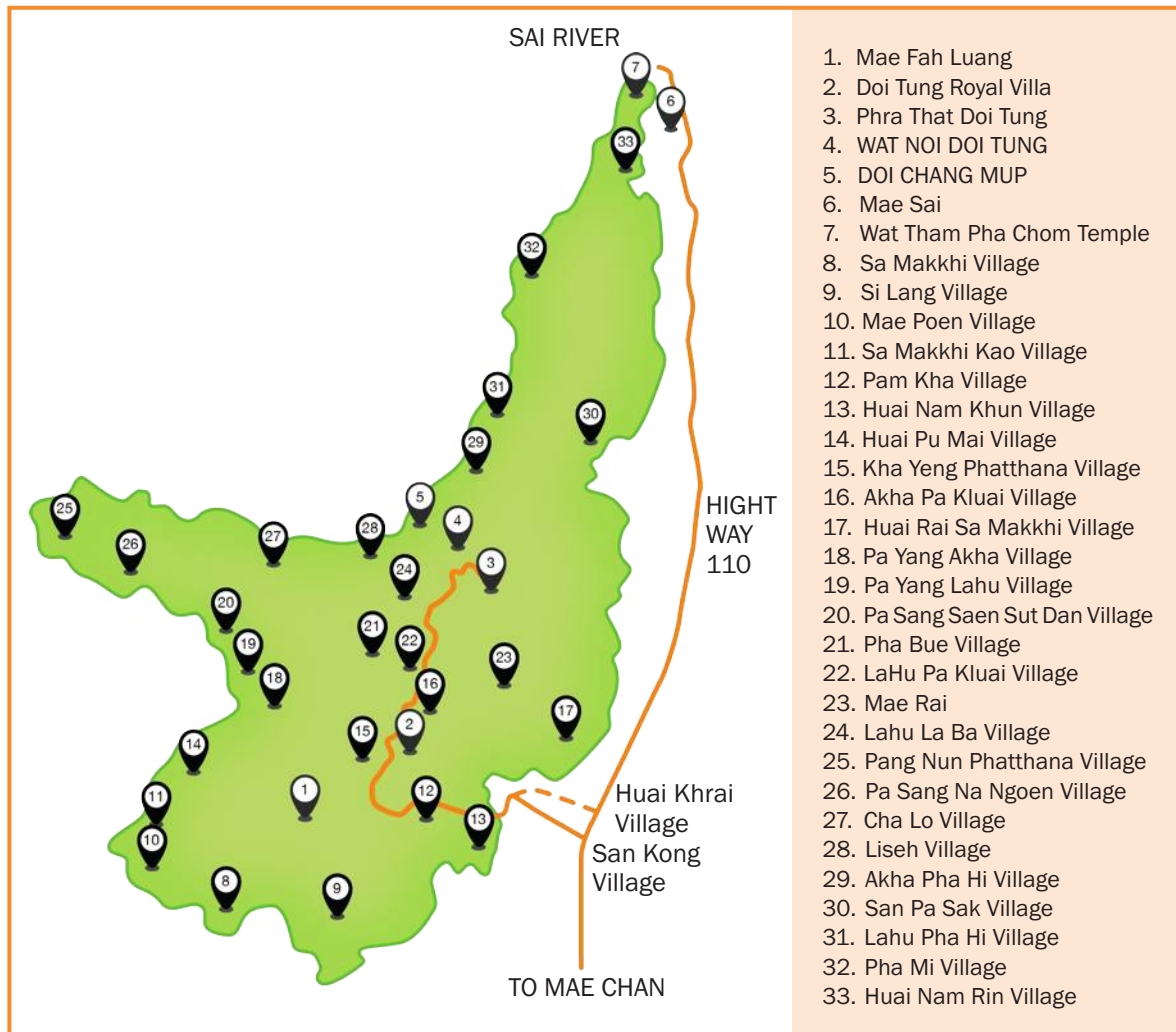 SAI RIVER
7
6
33
32
31
30
29
5
25
4
28
27
26
3
24
20
21
22
19
23
18
16
17
2
15
14
1
12
11
13
10
8
9
HIGHT
WAY
110
Huai Khrai
Village
San Kong
Village
TO MAE CHAN
1. Mae Fah Luang
2. Doi Tung Royal Villa
3. Phra That Doi Tung
4. WAT NOI DOI TUNG
5. DOI CHANG MUP
6. Mae Sai
7. Wat Tham Pha Chom Temple
8. Sa Makkhi Village
9. Si Lang Village
10. Mae Poen Village
11. Sa Makkhi Kao Village
12. Pam Kha Village
13. Huai Nam Khun Village
14. Huai Pu Mai Village
15. Kha Yeng Phatthana Village
16. Akha Pa Kluai Village
17. Huai Rai Sa Makkhi Village
18. Pa Yang Akha Village
19. Pa Yang Lahu Village
20. Pa Sang Saen Sut Dan Village
21. Pha Bue Village
22. LaHu Pa Kluai Village
23. Mae Rai
24. Lahu La Ba Village
25. Pang Nun Phatthana Village
26. Pa Sang Na Ngoen Village
27. Cha Lo Village
28. Liseh Village
29. Akha Pha Hi Village
30. San Pa Sak Village
31. Lahu Pha Hi Village
32. Pha Mi Village
33. Huai Nam Rin Village